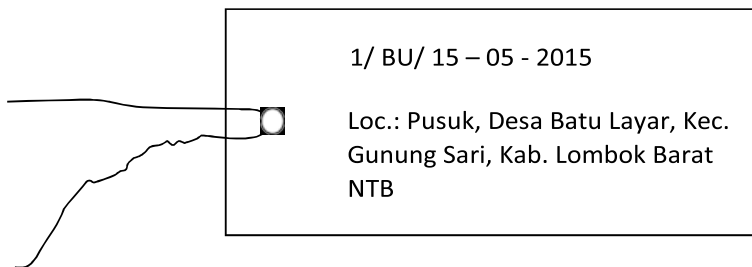 1/ BU/ 15 – 05 - 2015
Loc.: Pusuk, Desa Batu Layar, Kec.
Gunung Sari, Kab. Lombok Barat
NTB